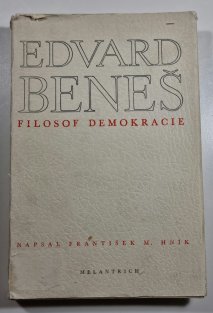 EDVARD
BENEŠ
FILOSOF DEMOKRACIE
NAPSAL FRANTIŠEK M. HNÍK
MELANTRICH